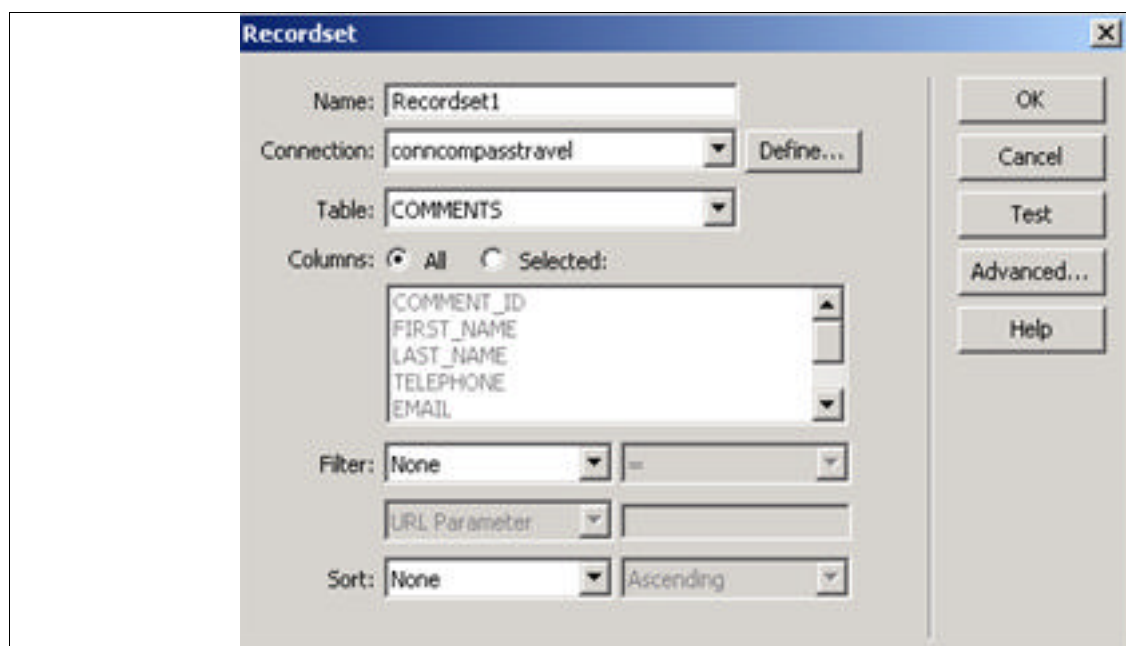 Recordset
Name: Recordset1
OK
Connection: conncompasstravel Define...
Cancel
Table: COMMENTS
Test
Columns: All Selected:
Advanced...
COMMENT_ID
FIRST_NAME
Help
LAST_NAME
TELEPHONE
EMAIL
Filter: None =
URL Parameter
Sort: None Ascending